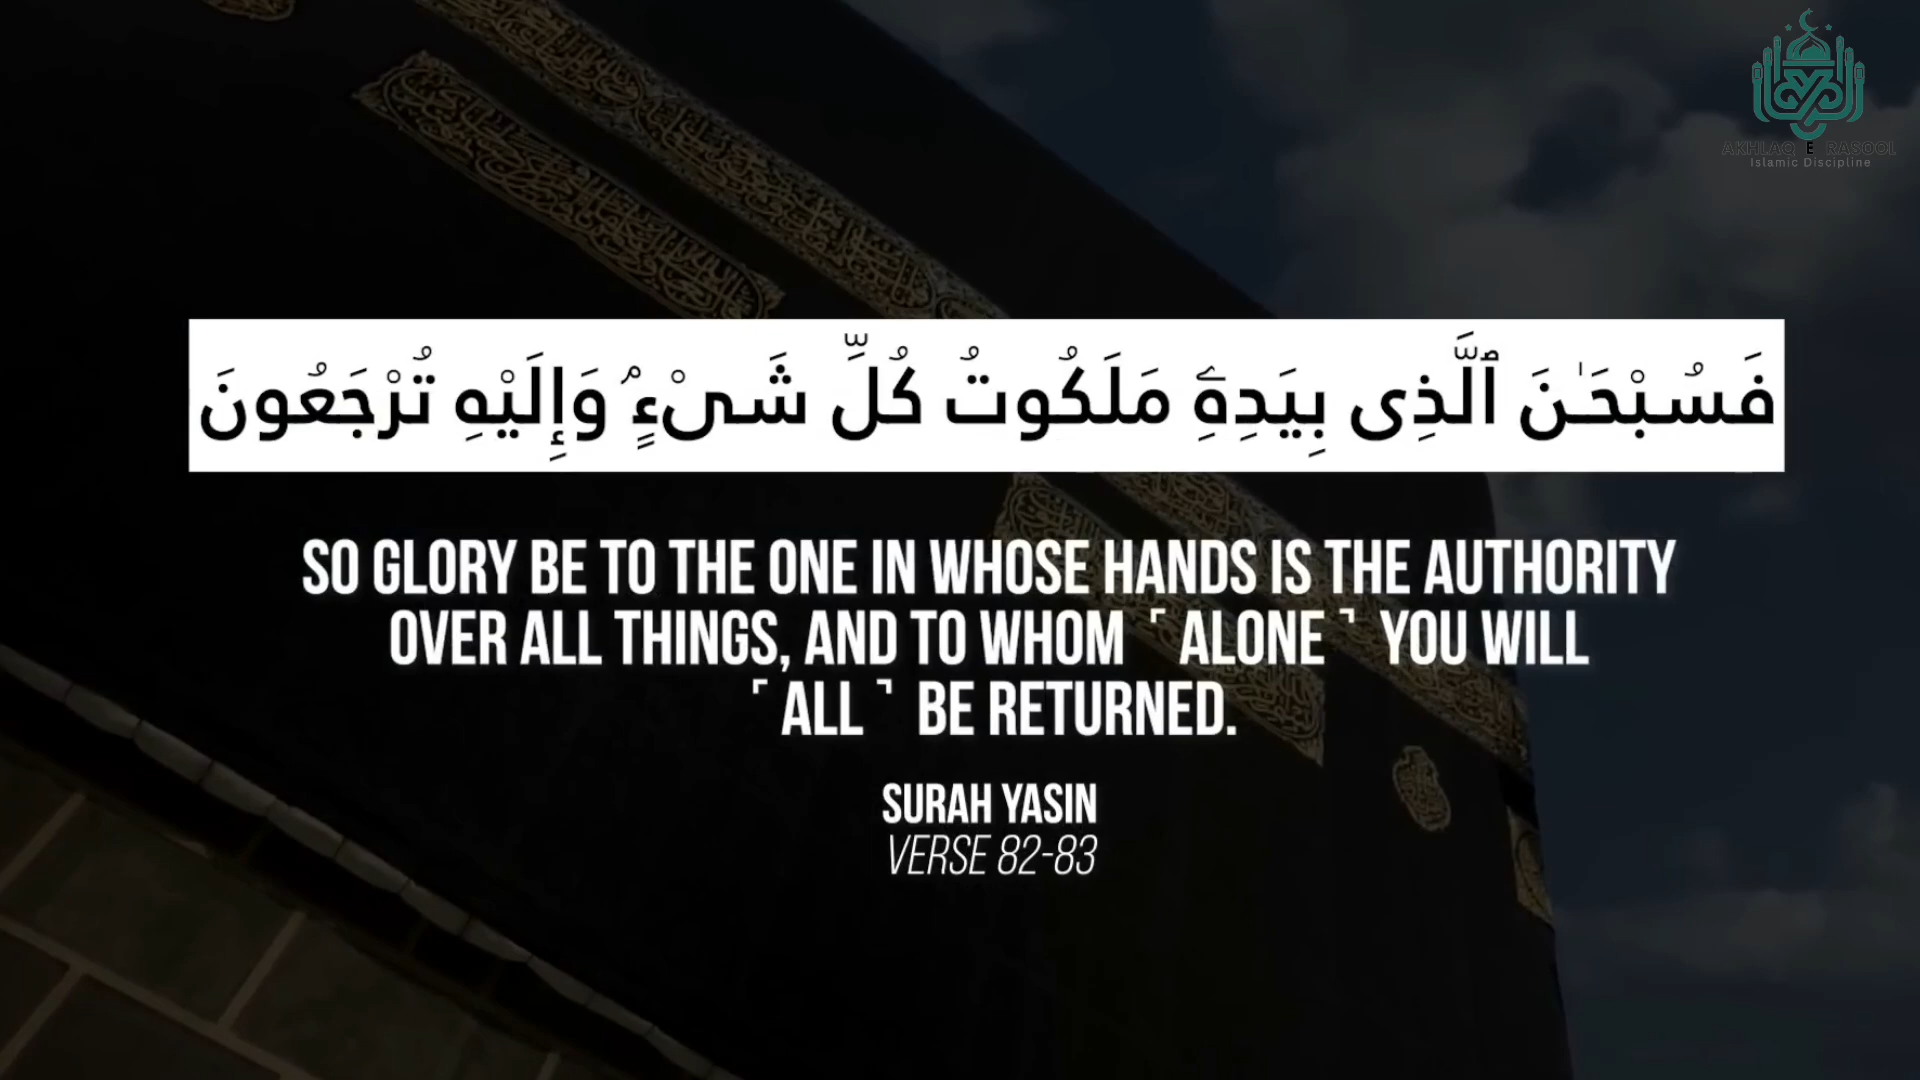 AKHLAQ E RASOOL
Islamic Discipline
فَسُبْحَـٰنَ ٱلَّذِى بِيَدِهِۦ مَلَكُوتُ كُلِّ شَىْءٍۢ وَإِلَيْهِ تُرْجَعُونَ
SO GLORY BE TO THE ONE IN WHOSE HANDS IS THE AUTHORITY
OVER ALL THINGS, AND TO WHOM ˹ALONE˺ YOU WILL
˹ALL˺ BE RETURNED.
SURAH YASIN
VERSE 82-83